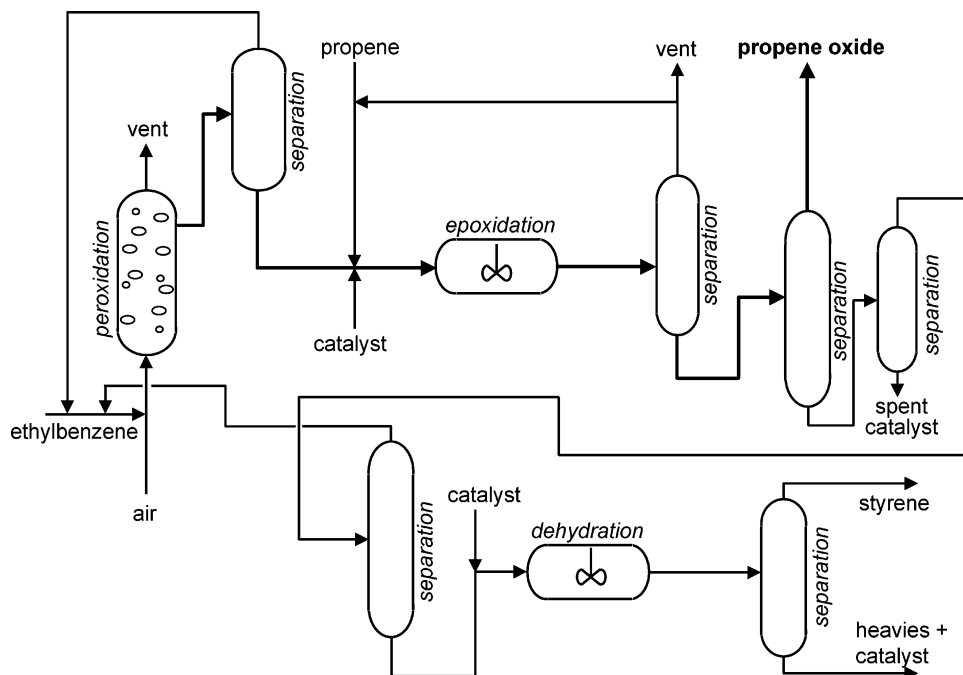 propene
vent
propene oxide
separation
vent
peroxidation
epoxidation
separation
separation
separation
catalyst
spent
catalyst
ethylbenzene
air
catalyst
styrene
dehydration
separation
separation
heavies +
catalyst